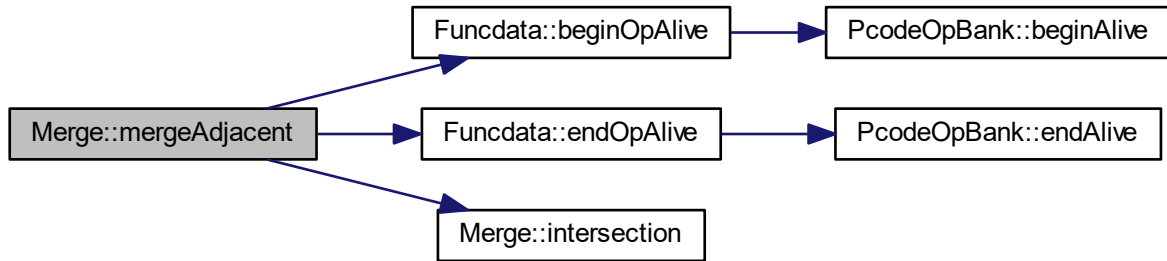 Funcdata::beginOpAlive
PcodeOpBank::beginAlive
Merge::mergeAdjacent
Funcdata::endOpAlive
PcodeOpBank::endAlive
Merge::intersection